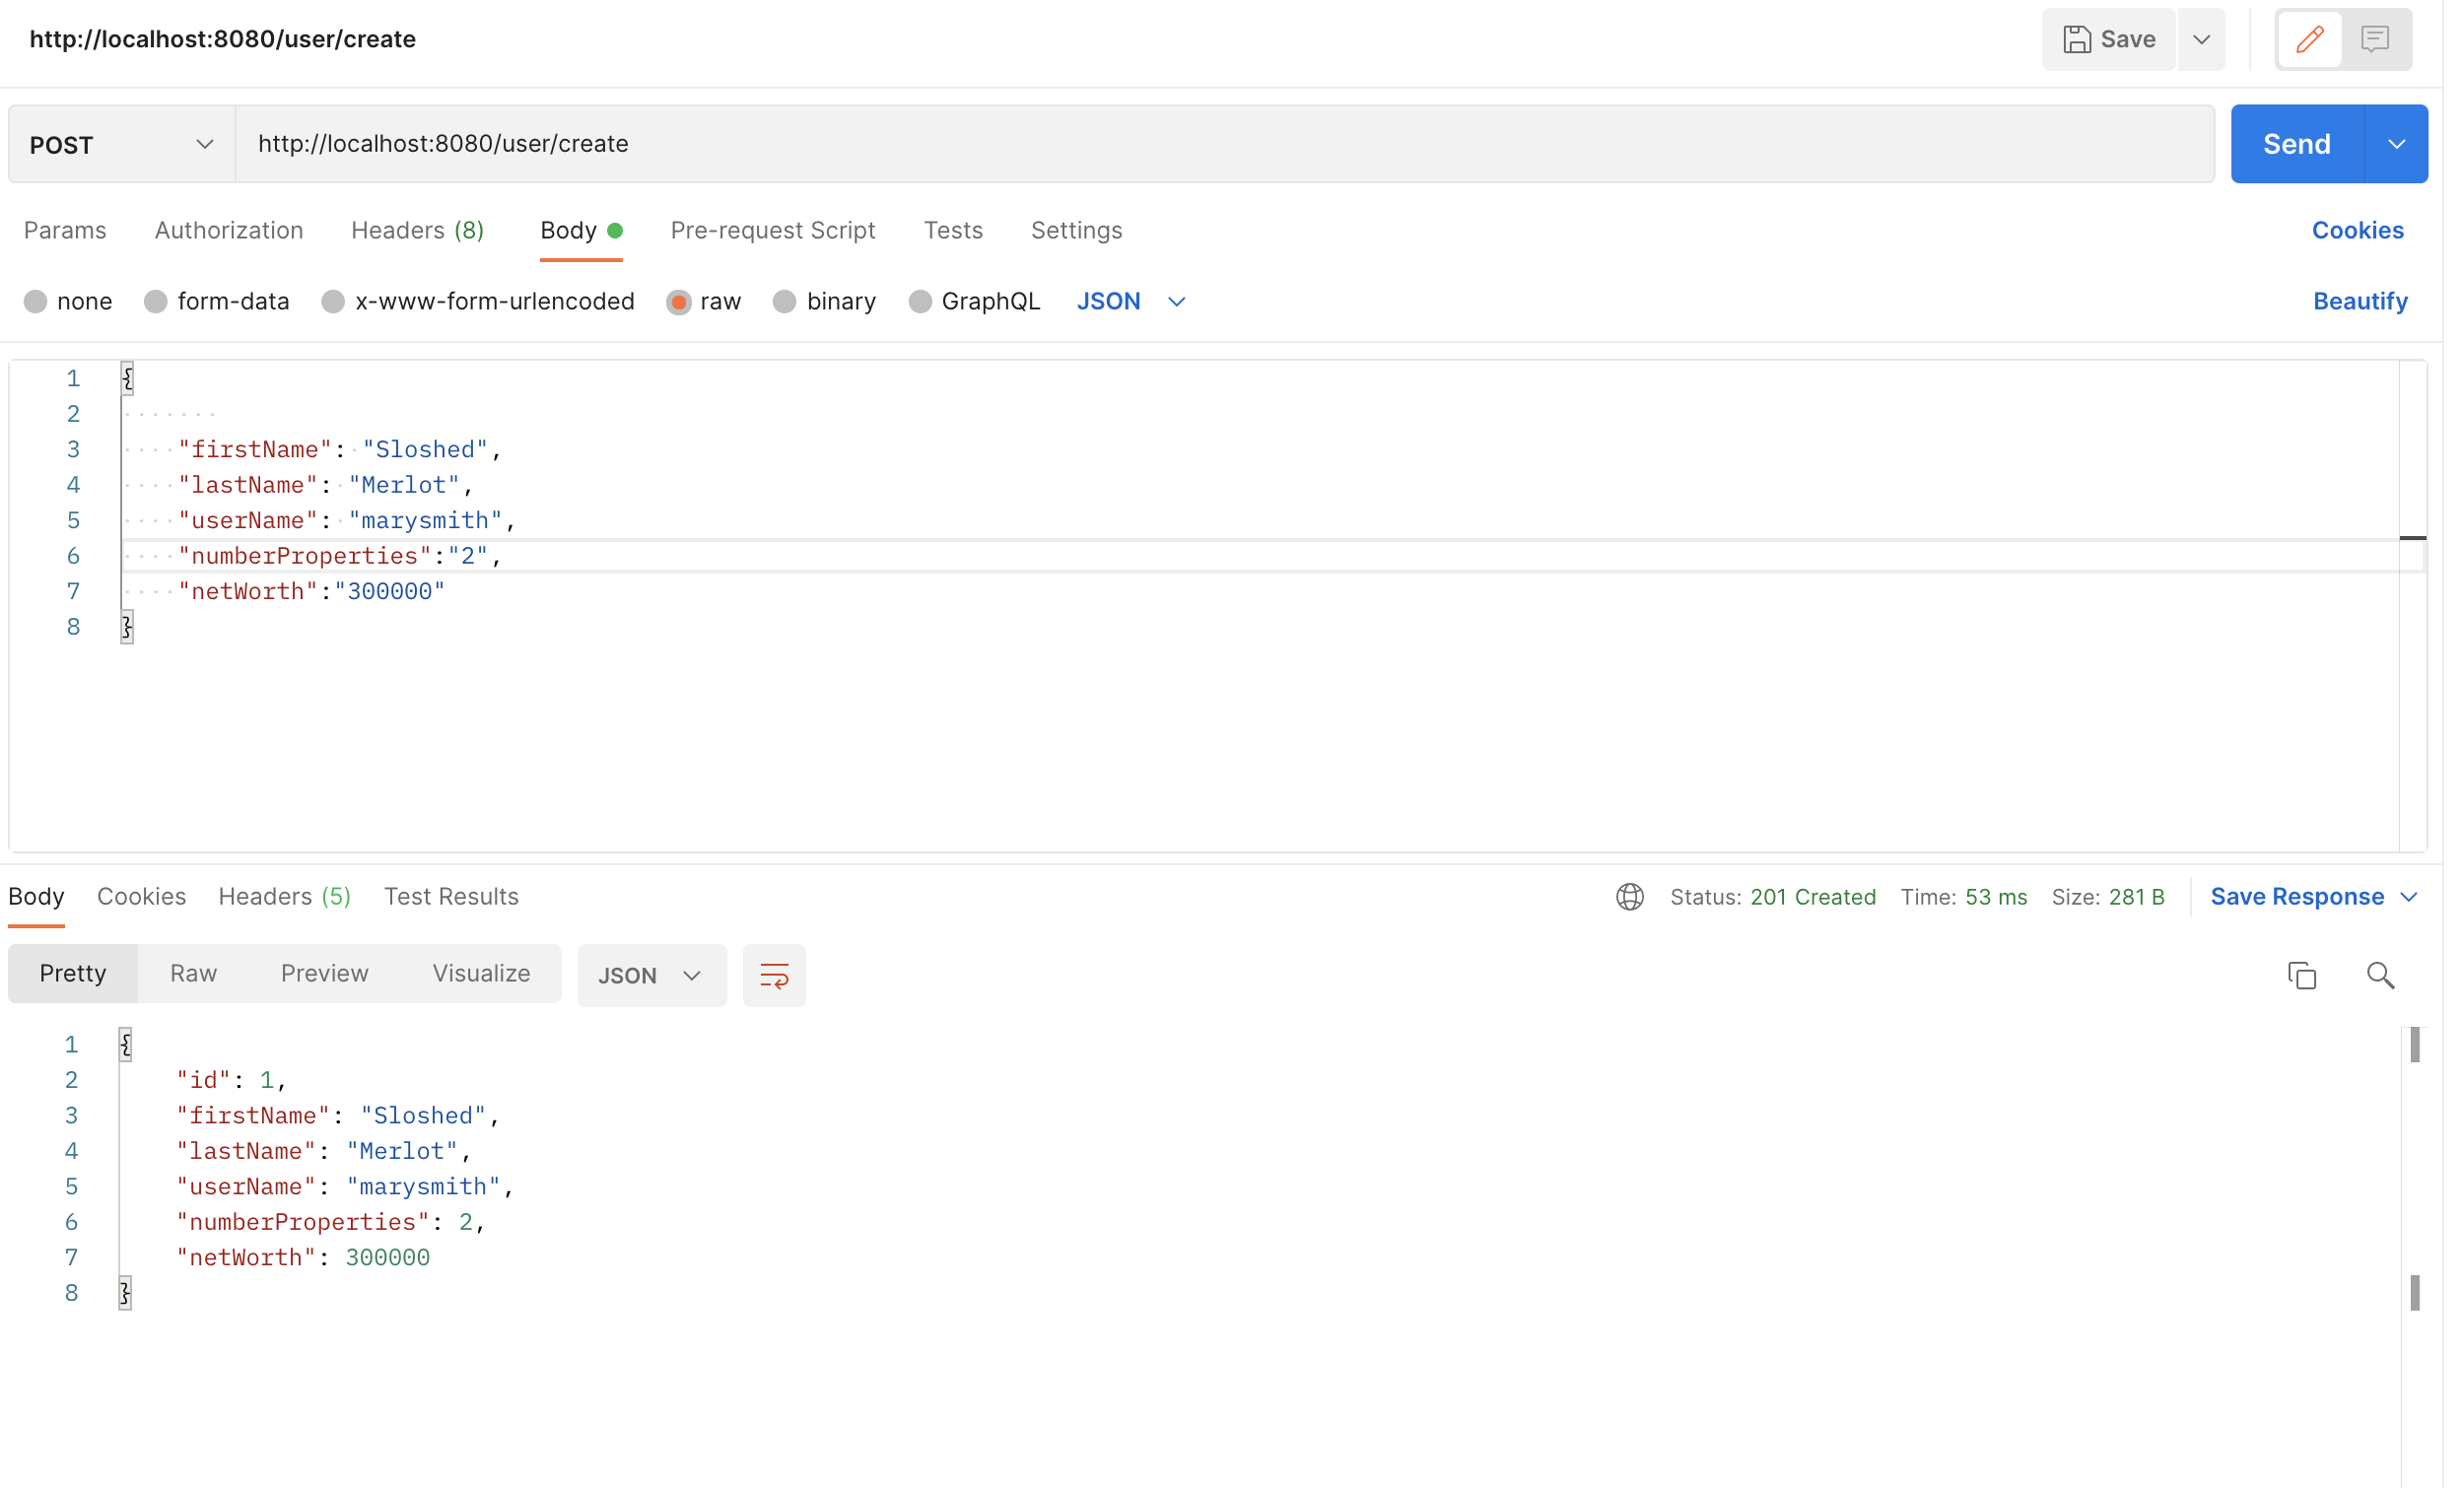 http://localhost:8080/user/create
Save
POST
http://localhost:8080/user/create
Send
Params Authorization Headers (8) Body Pre-request Script Tests Settings Cookies
none form-data x-www-form-urlencoded raw binary GraphQL JSON Beautify
1 {
2
3 "firstName": "Sloshed",
4 "lastName": "Merlot",
5 "userName": "marysmith",
6 "numberProperties":"2",
7 "netWorth":"300000"
8 }
Body Cookies Headers (5) Test Results Status: 201 Created Time: 53 ms Size: 281 B Save Response
Pretty Raw Preview Visualize JSON
1 {
2 "id": 1,
3 "firstName": "Sloshed",
4 "lastName": "Merlot",
5 "userName": "marysmith",
6 "numberProperties": 2,
7 "netWorth": 300000
8 }